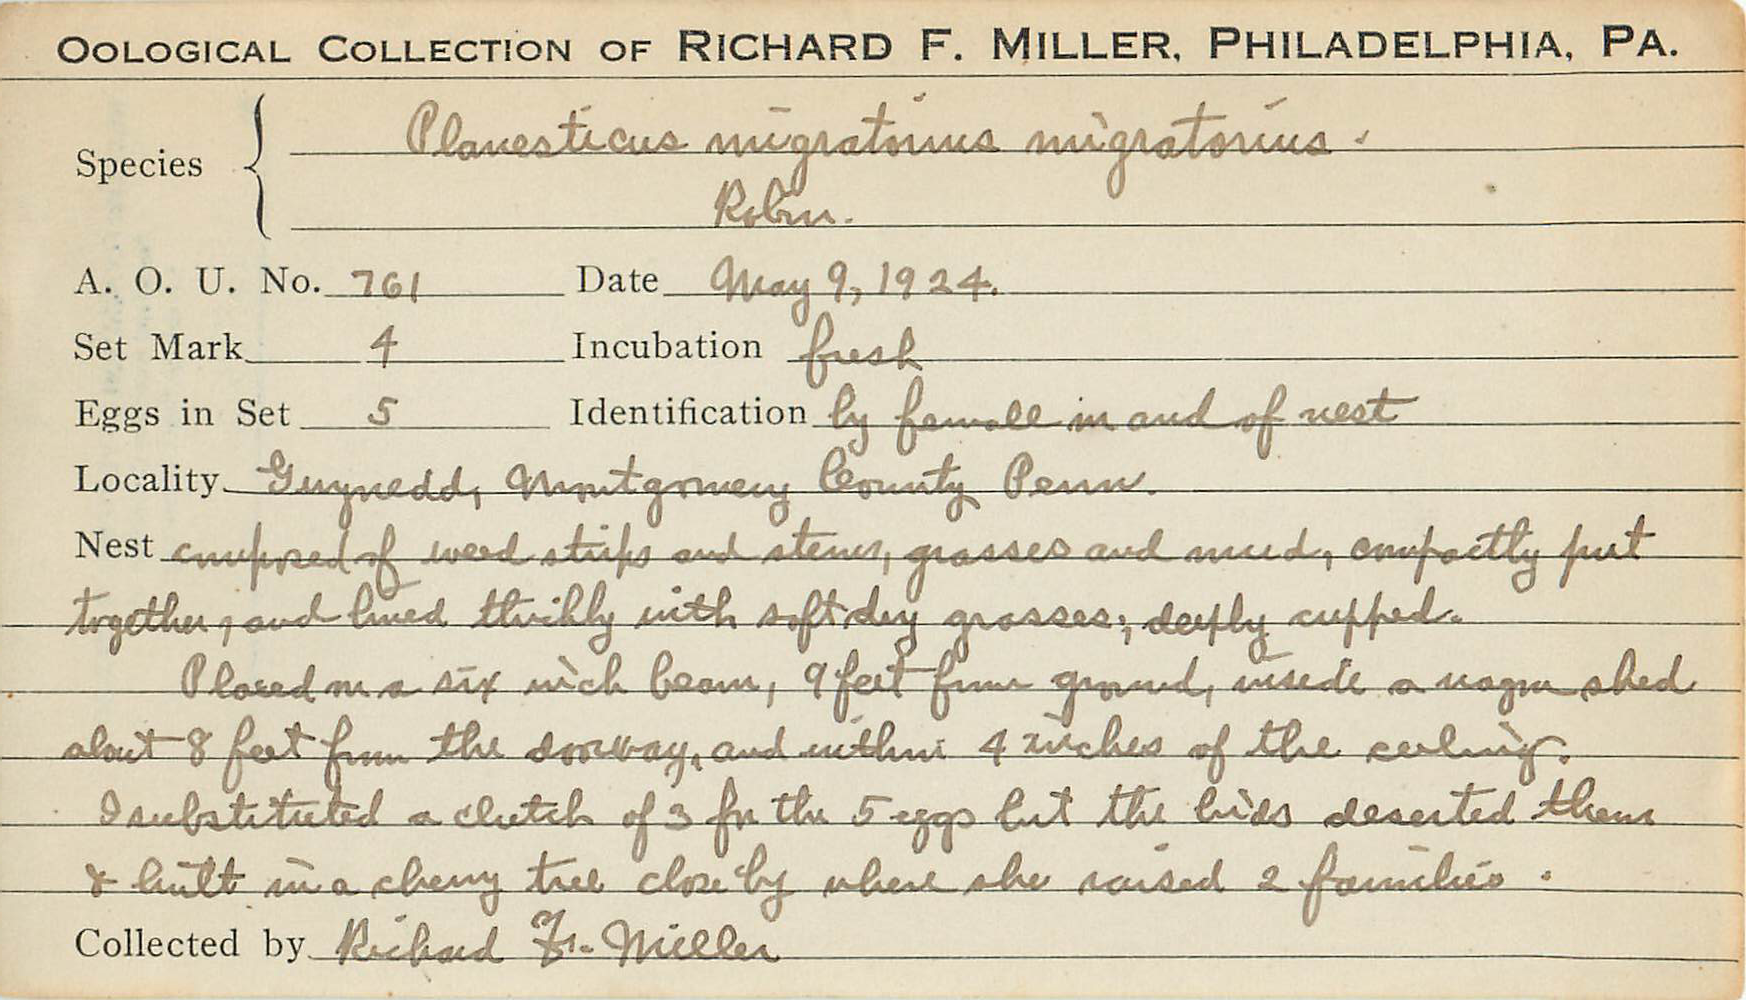 OOLOGICAL COLLECTION OF RICHARD F. MILLER, PHILADELPHIA, PA.
Species { Planesticus migratorius migratorius.
Robin.
A. O. U. No. 761 Date May 9, 1924.
Set Mark 4 Incubation fresh
Eggs in Set 5 Identification by female in and of nest
Locality Gwynedd, Montgomery County Penn.
Nest composed of weed strips and stems, grasses and mud, compactly put
together, and lined thickly with soft dry grasses; deeply cupped.
Placed on a six inch beam, 9 feet from ground, inside a wagon shed
about 8 feet from the doorway, and within 4 inches of the ceiling.
I substituted a clutch of 3 for the 5 eggs but the birds deserted them
& built in a cherry tree close by where she raised 2 families.
Collected by Richard F. Miller